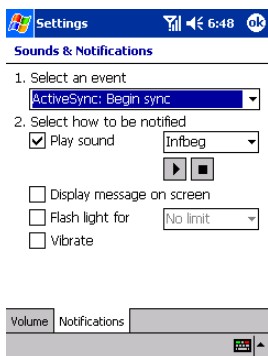 Settings 6:48 ok
Sounds & Notifications
1. Select an event
ActiveSync: Begin sync
2. Select how to be notified
Play sound Infbeg
Display message on screen
Flash light for No limit
Vibrate
Volume Notifications